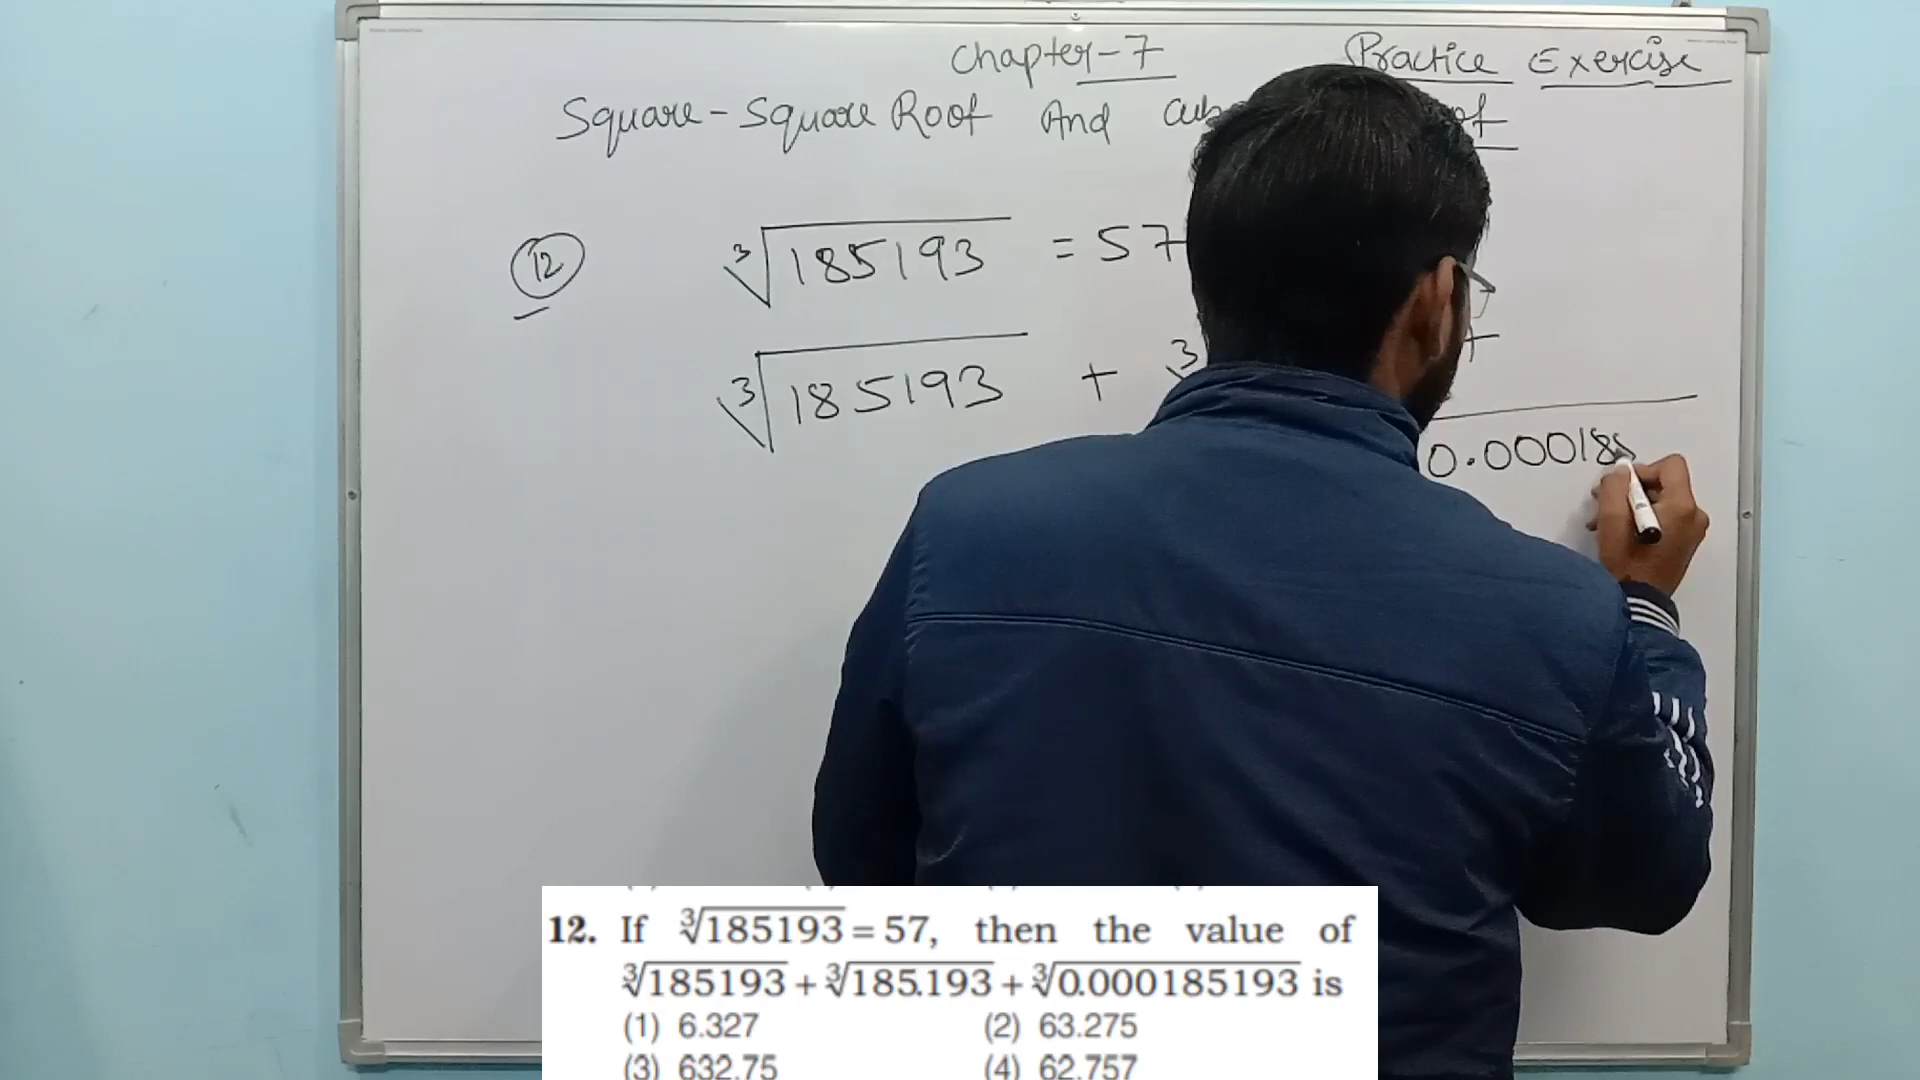 Chapter-7 Practice Exercise
Square-Square Root And
12 ∛185193 = 57
∛185193 + 3 +
0.000185
12. If ∛185193 = 57, then the value of
∛185193 + ∛185.193 + ∛0.000185193 is
(1) 6.327 (2) 63.275
(3) 632.75 (4) 62.757